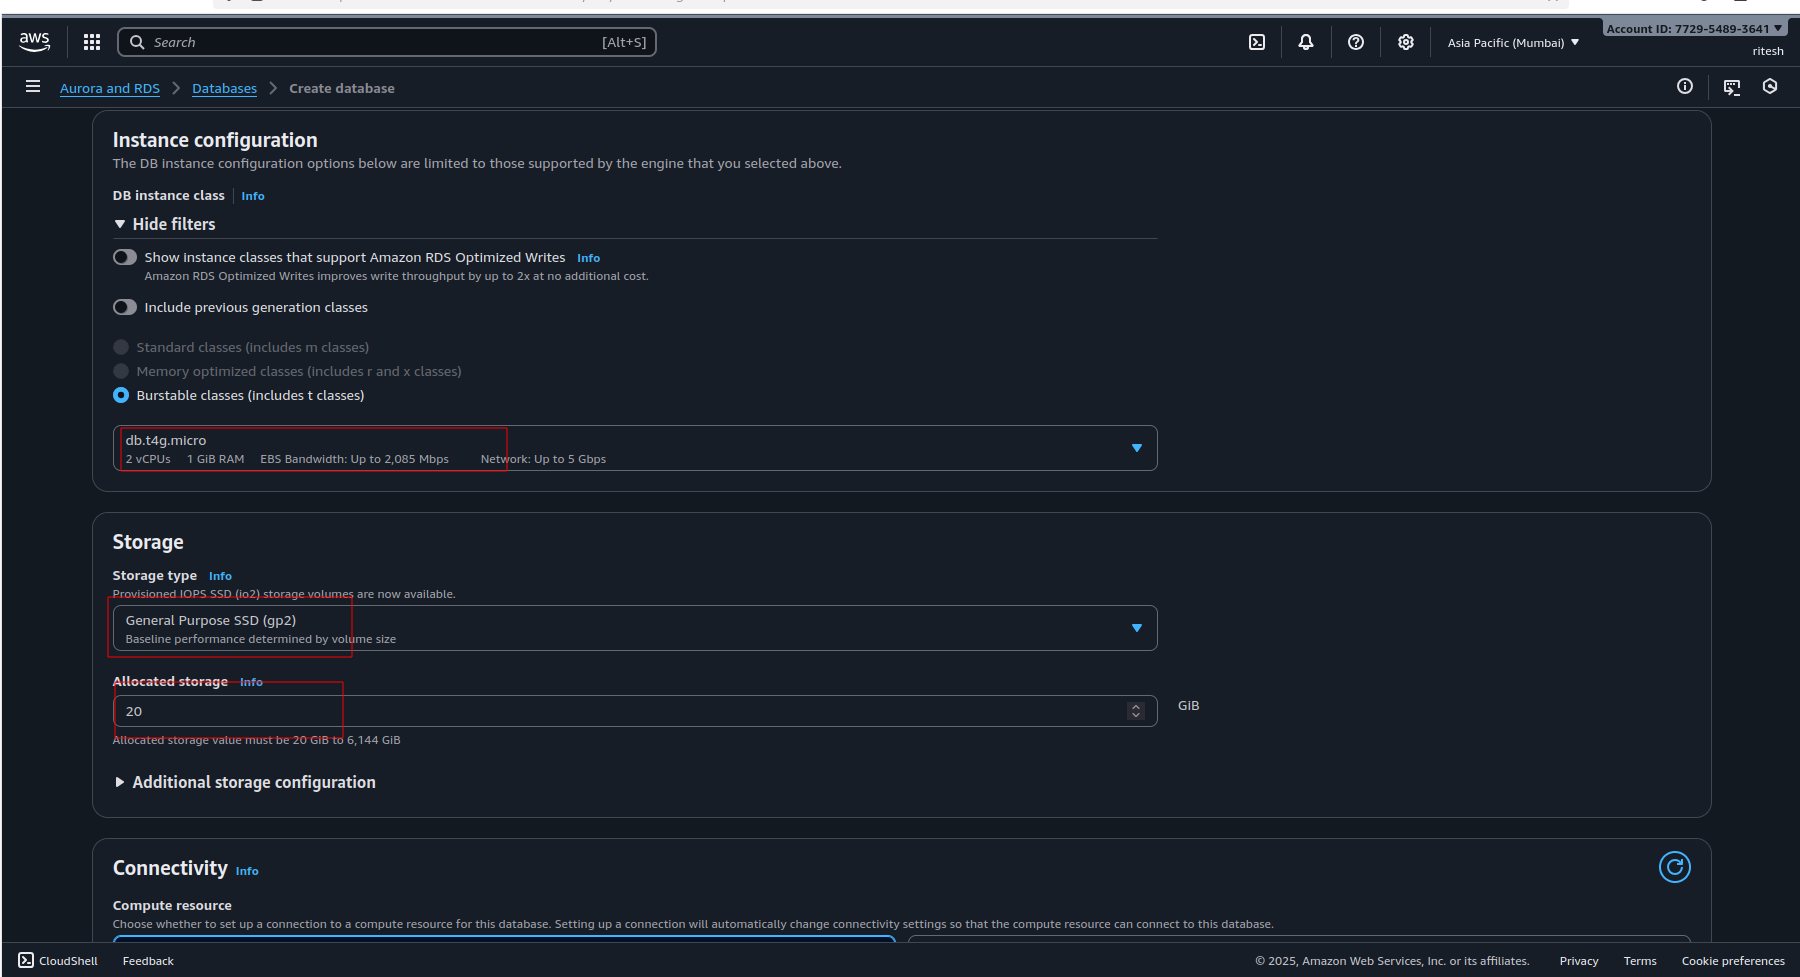 aws
Search [Alt+S]
Asia Pacific (Mumbai)
Account ID: 7729-5489-3641
ritesh
Aurora and RDS
Databases
Create database
Instance configuration
The DB instance configuration options below are limited to those supported by the engine that you selected above.
DB instance class Info
Hide filters
Show instance classes that support Amazon RDS Optimized Writes Info
Amazon RDS Optimized Writes improves write throughput by up to 2x at no additional cost.
Include previous generation classes
Standard classes (includes m classes)
Memory optimized classes (includes r and x classes)
Burstable classes (includes t classes)
db.t4g.micro
2 vCPUs 1 GiB RAM EBS Bandwidth: Up to 2,085 Mbps Network: Up to 5 Gbps
Storage
Storage type Info
Provisioned IOPS SSD (io2) storage volumes are now available.
General Purpose SSD (gp2)
Baseline performance determined by volume size
Allocated storage Info
20
GiB
Allocated storage value must be 20 GiB to 6,144 GiB
Additional storage configuration
Connectivity Info
Compute resource
Choose whether to set up a connection to a compute resource for this database. Setting up a connection will automatically change connectivity settings so that the compute resource can connect to this database.
CloudShell Feedback
© 2025, Amazon Web Services, Inc. or its affiliates. Privacy Terms Cookie preferences